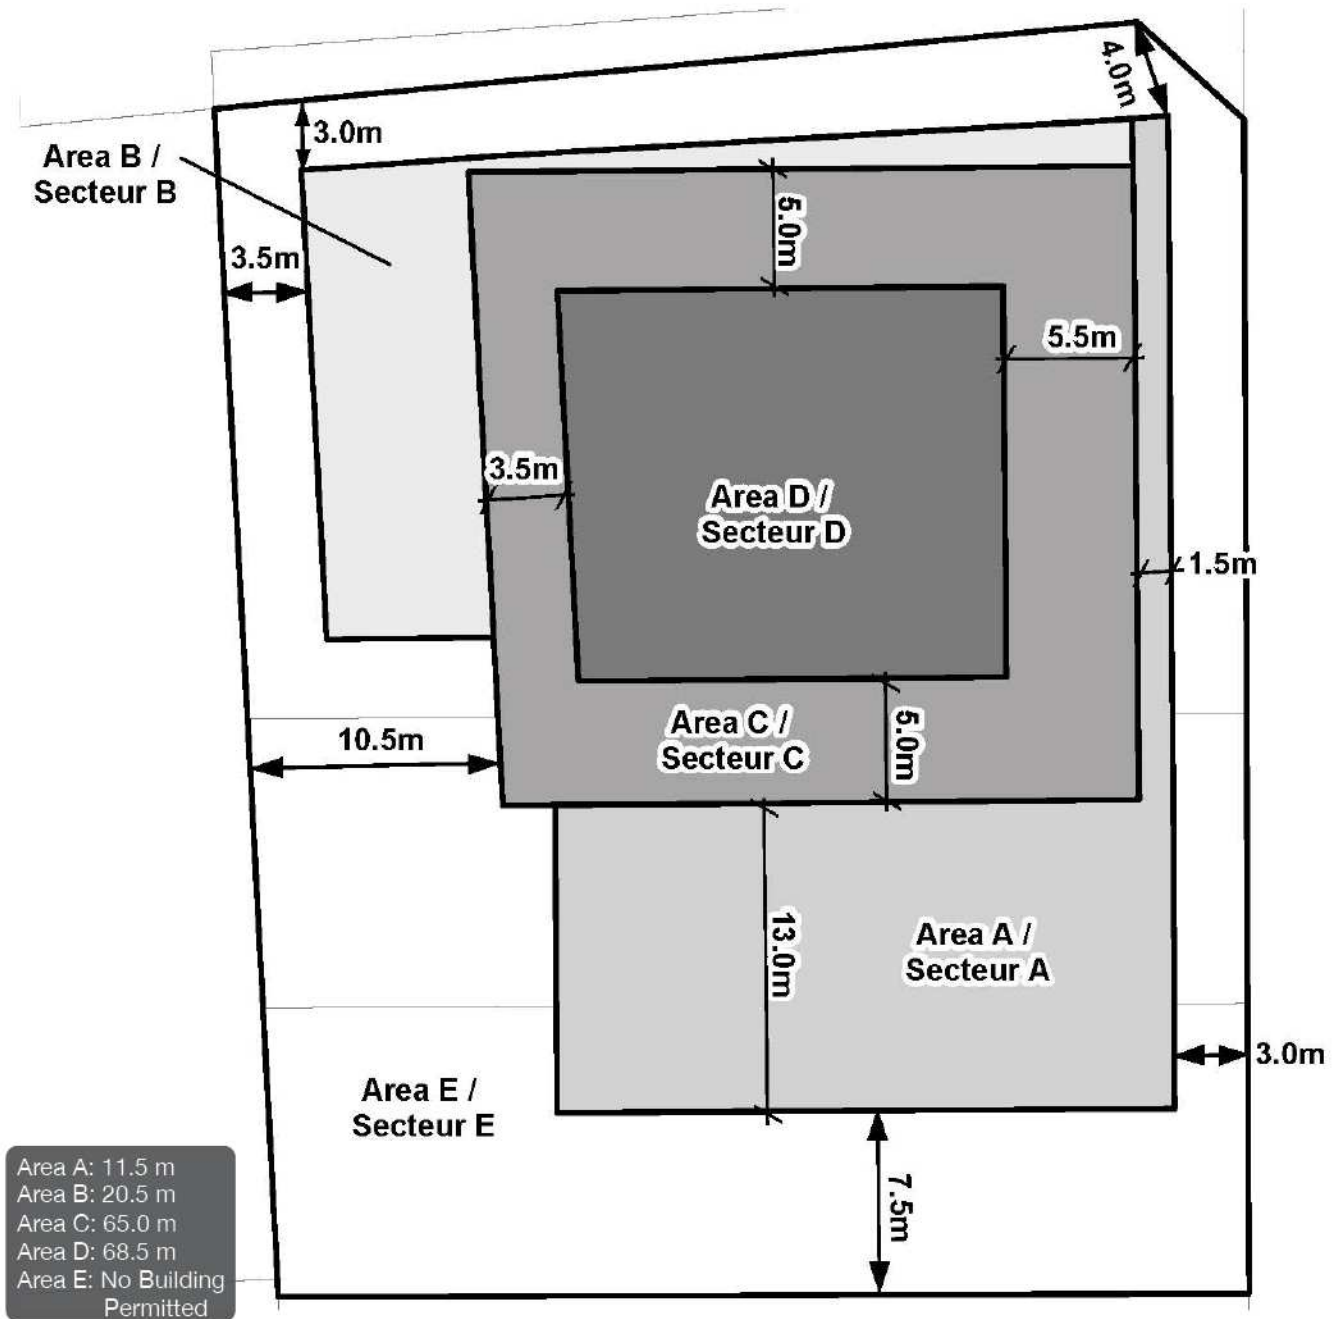 4.0m
3.0m
Area B /
Secteur B
5.0m
3.5m
5.5m
3.5m
Area D /
Secteur D
1.5m
Area C /
Secteur C
5.0m
10.5m
13.0m
Area A /
Secteur A
3.0m
Area E /
Secteur E
7.5m
Area A: 11.5 m
Area B: 20.5 m
Area C: 65.0 m
Area D: 68.5 m
Area E: No Building
Permitted